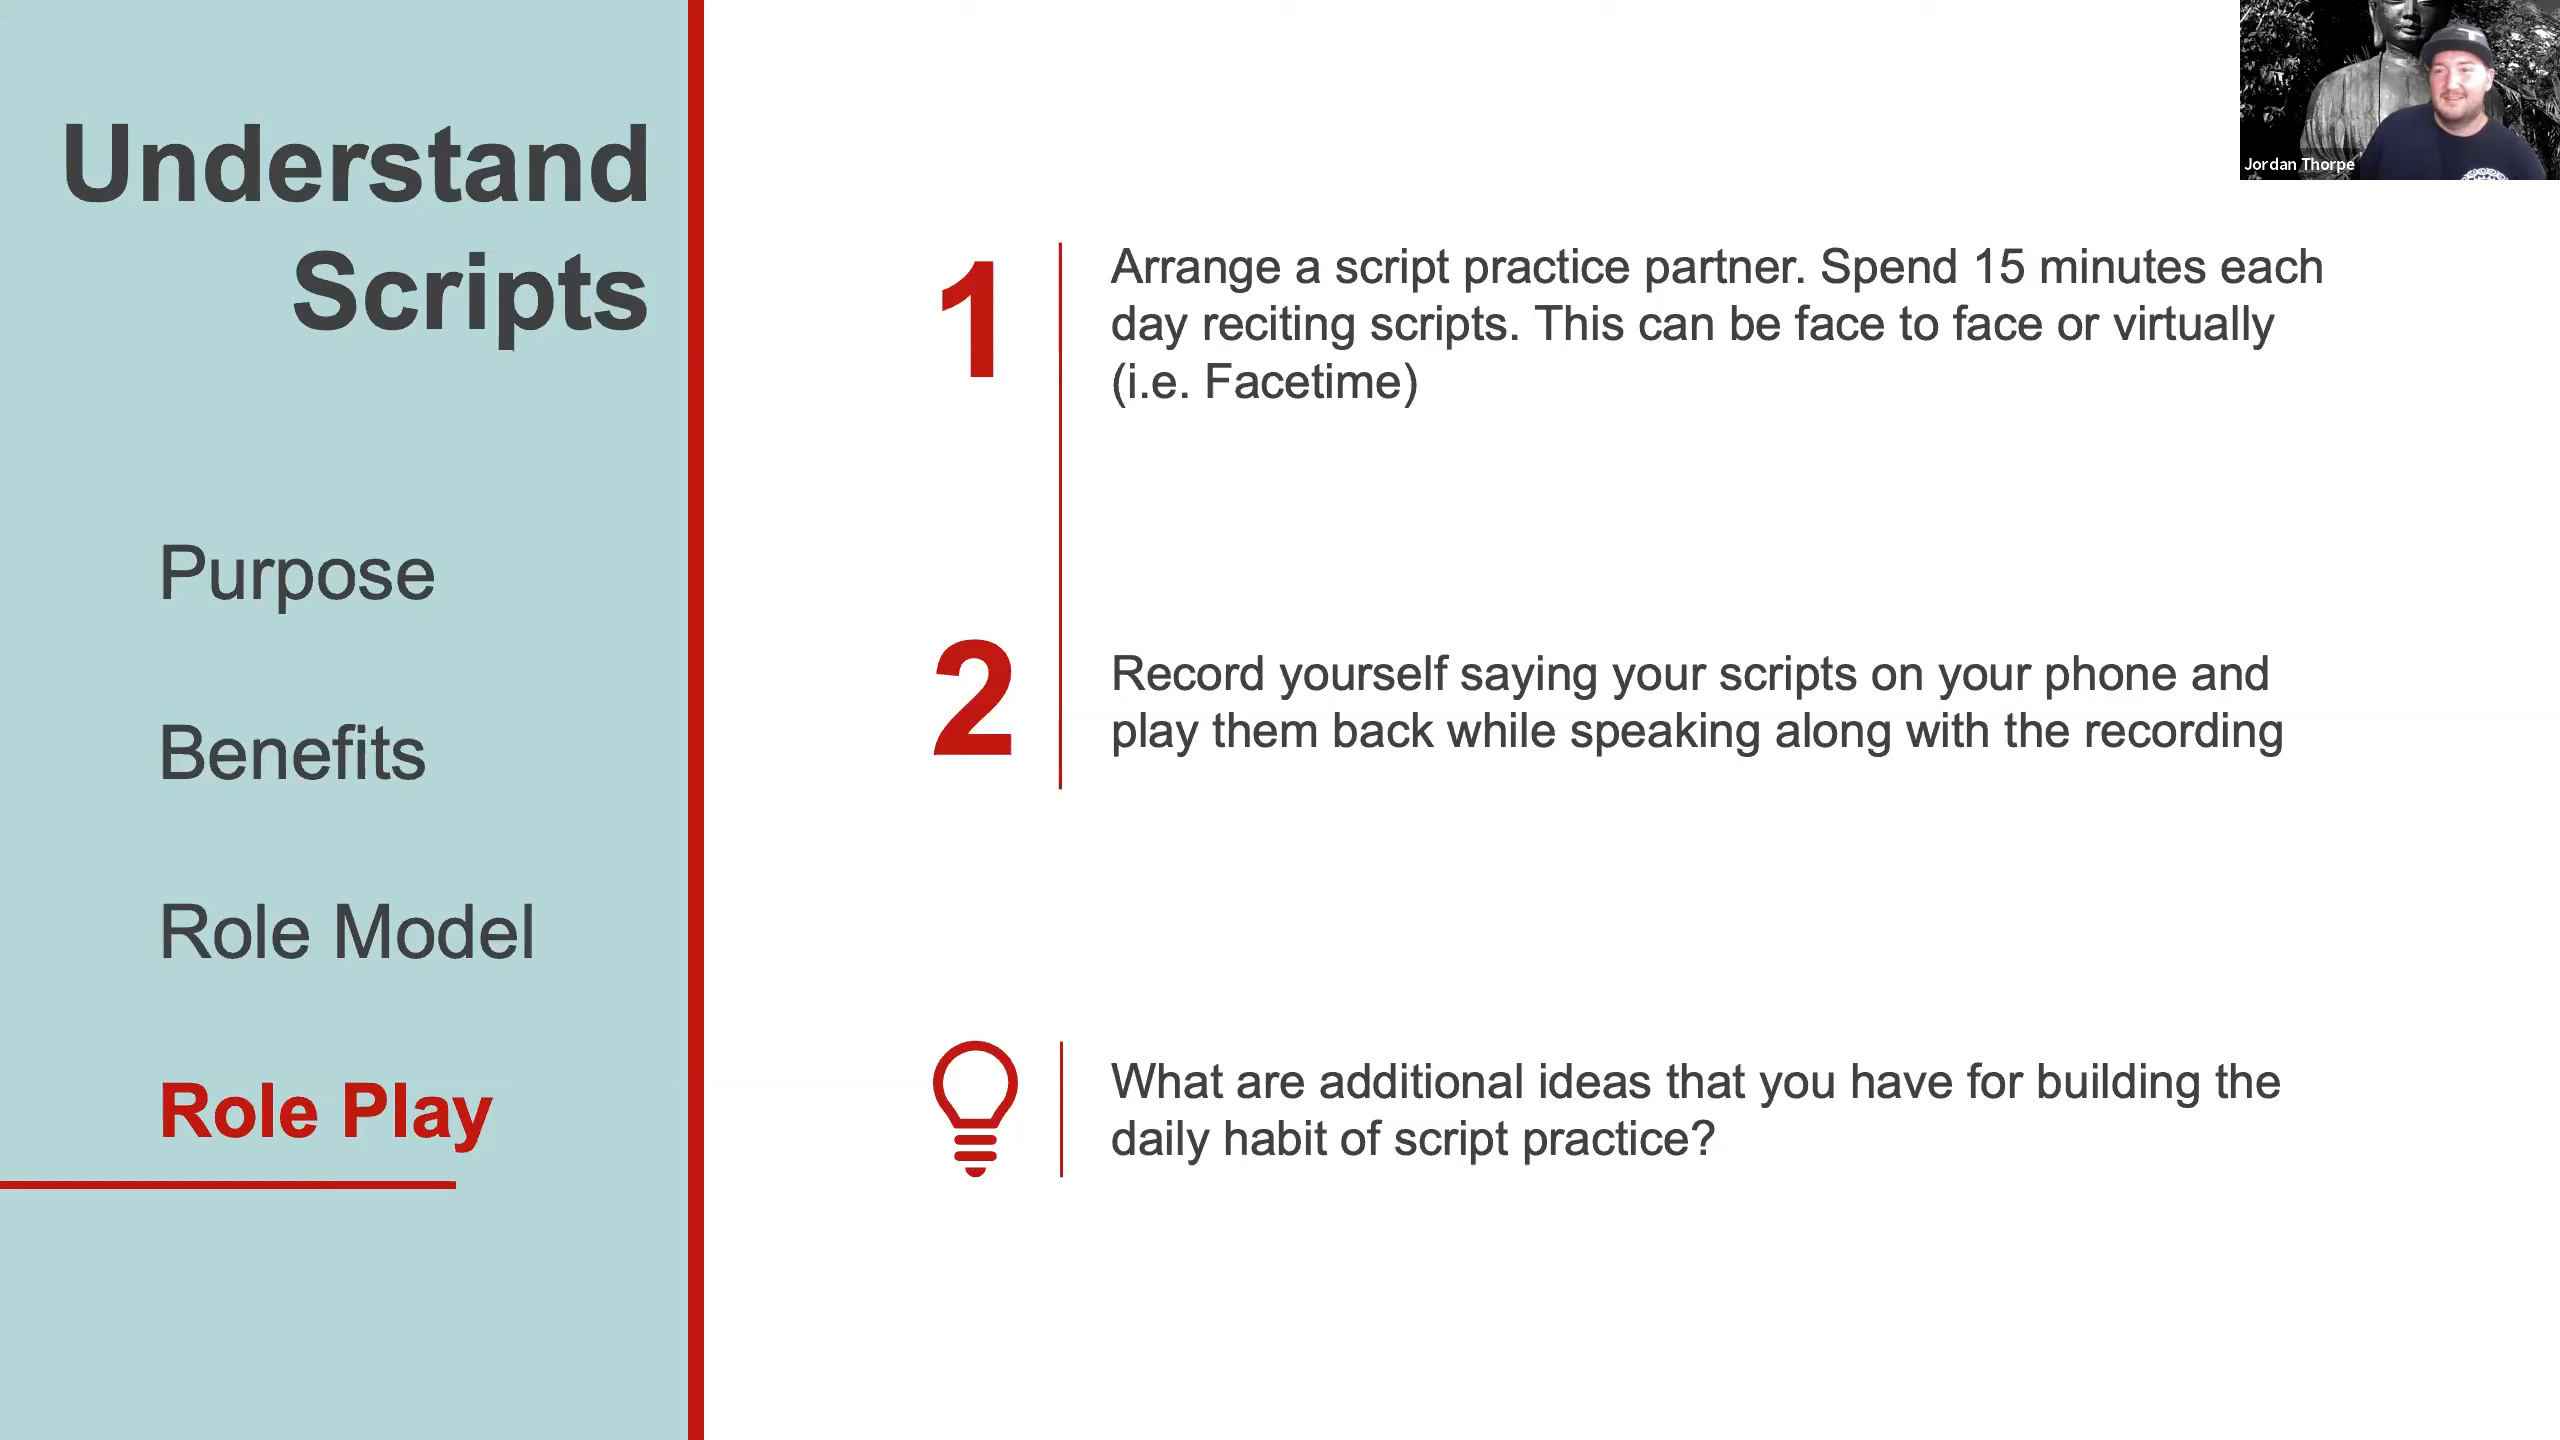 Understand
Scripts
Purpose
Benefits
Role Model
Role Play
1
Arrange a script practice partner. Spend 15 minutes each
day reciting scripts. This can be face to face or virtually
(i.e. Facetime)
2
Record yourself saying your scripts on your phone and
play them back while speaking along with the recording
What are additional ideas that you have for building the
daily habit of script practice?
Jordan Thorpe